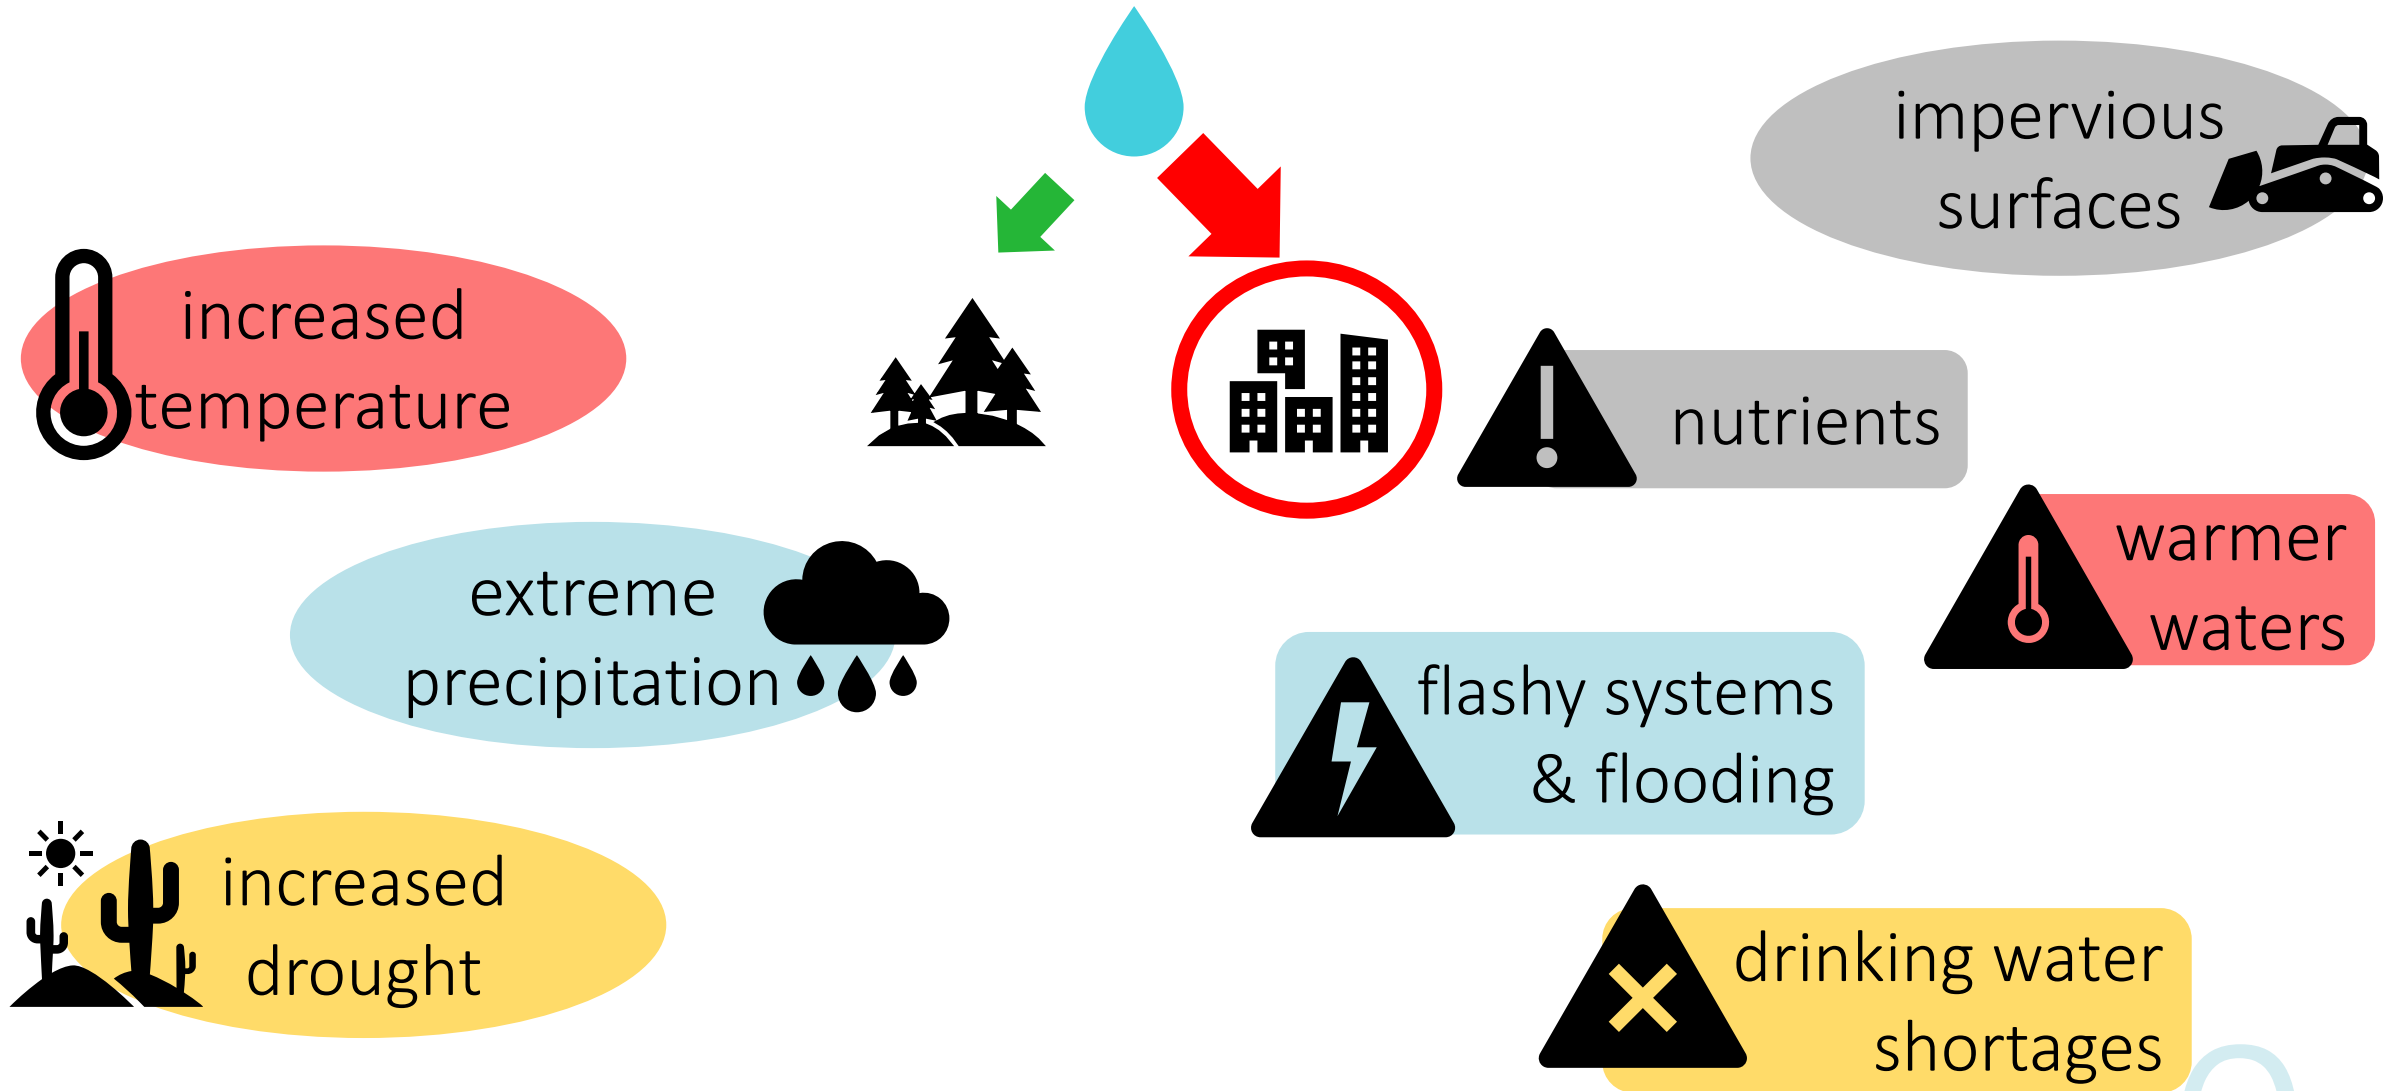 impervious
surfaces
increased
temperature
nutrients
extreme
precipitation
warmer
waters
flashy systems
& flooding
increased
drought
drinking water
shortages